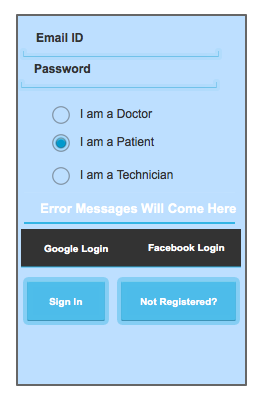 Email ID
Password
I am a Doctor
I am a Patient
I am a Technician
Error Messages Will Come Here
Google Login Facebook Login
Sign In Not Registered?